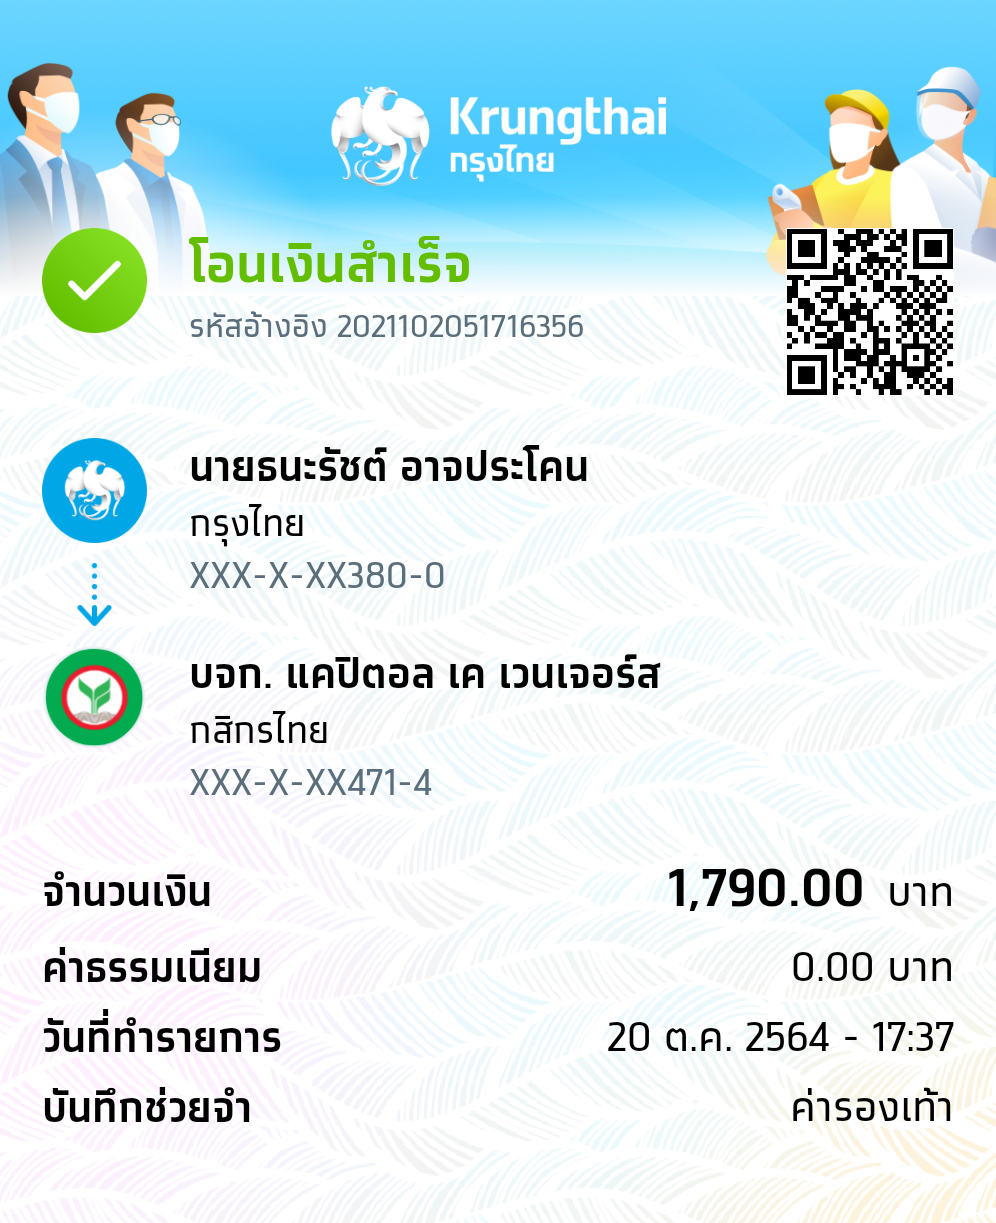 Krungthai
กรุงไทย
โอนเงินสำเร็จ
รหัสอ้างอิง 2021102051716356
นายธนะรัชต์ อาจประโคน
กรุงไทย
XXX-X-XX380-0
บจก. แคปิตอล เค เวนเจอร์ส
กสิกรไทย
XXX-X-XX471-4
จำนวนเงิน 1,790.00 บาท
ค่าธรรมเนียม 0.00 บาท
วันที่ทำรายการ 20 ต.ค. 2564 - 17:37
บันทึกช่วยจำ ค่ารองเท้า